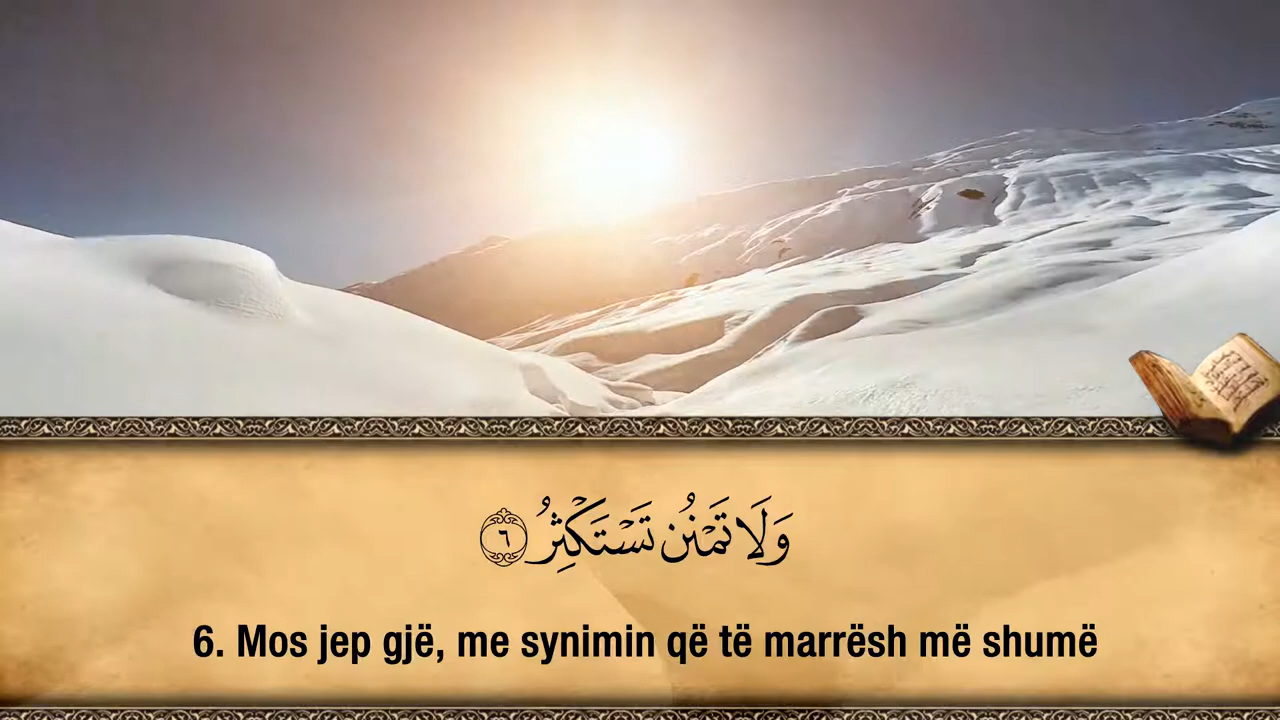 وَلَا تَمْنُن تَسْتَكْثِرُ ٦
6. Mos jep gjë, me synimin që të marrësh më shumë